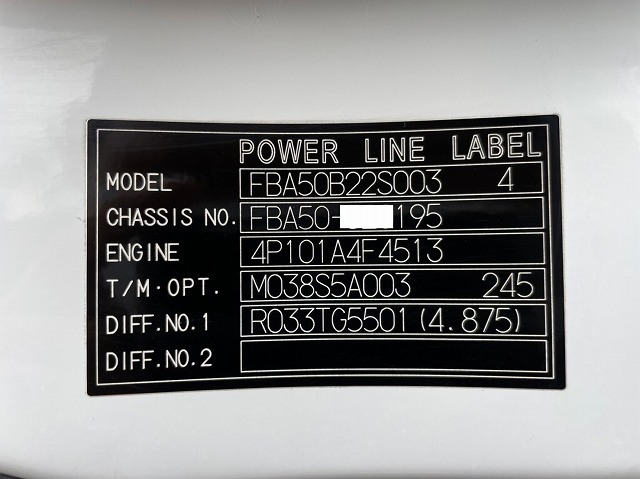 POWER LINE LABEL
MODEL FBA50B22S003 4
CHASSIS NO. FBA50- 195
ENGINE 4P101A4F4513
T/M·OPT. M038S5A003 245
DIFF.NO.1 R033TG5501(4.875)
DIFF.NO.2